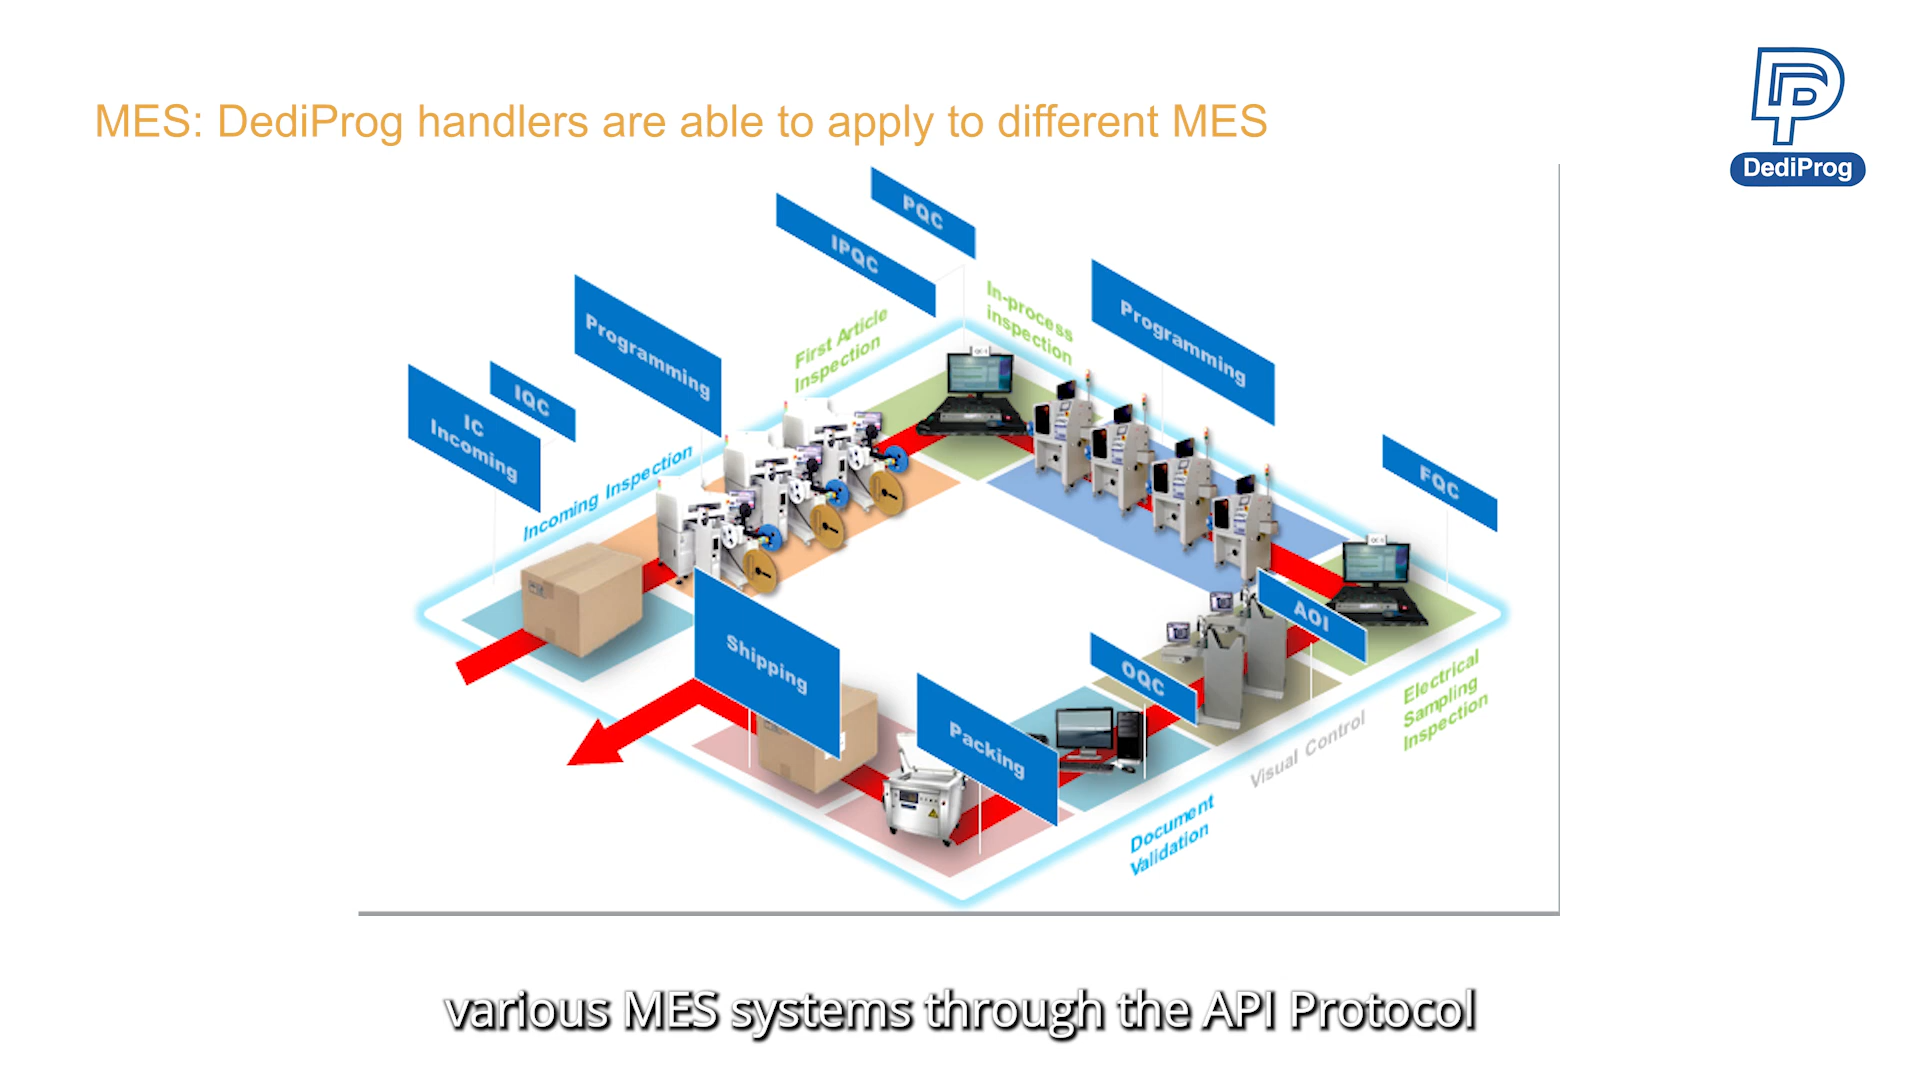 MES: DediProg handlers are able to apply to different MES
DediProg
PQC
IPQC
Programming
First Article
Inspection
In-process
inspection
Programming
IQC
IC
Incoming
Incoming Inspection
FQC
AOI
Shipping
OQC
Packing
Electrical
Sampling
Inspection
Visual Control
Document
Validation
various MES systems through the API Protocol